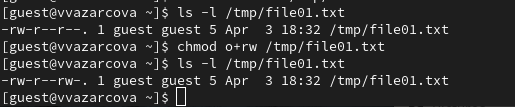 [guest@vvazarcova ~]$ ls -l /tmp/file01.txt
-rw-r--r--. 1 guest guest 5 Apr  3 18:32 /tmp/file01.txt
[guest@vvazarcova ~]$ chmod o+rw /tmp/file01.txt
[guest@vvazarcova ~]$ ls -l /tmp/file01.txt
-rw-r--rw-. 1 guest guest 5 Apr  3 18:32 /tmp/file01.txt
[guest@vvazarcova ~]$